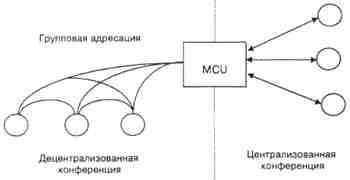 Групповая адресация
MCU
Децентрализованная
конференция
Централизованная
конференция